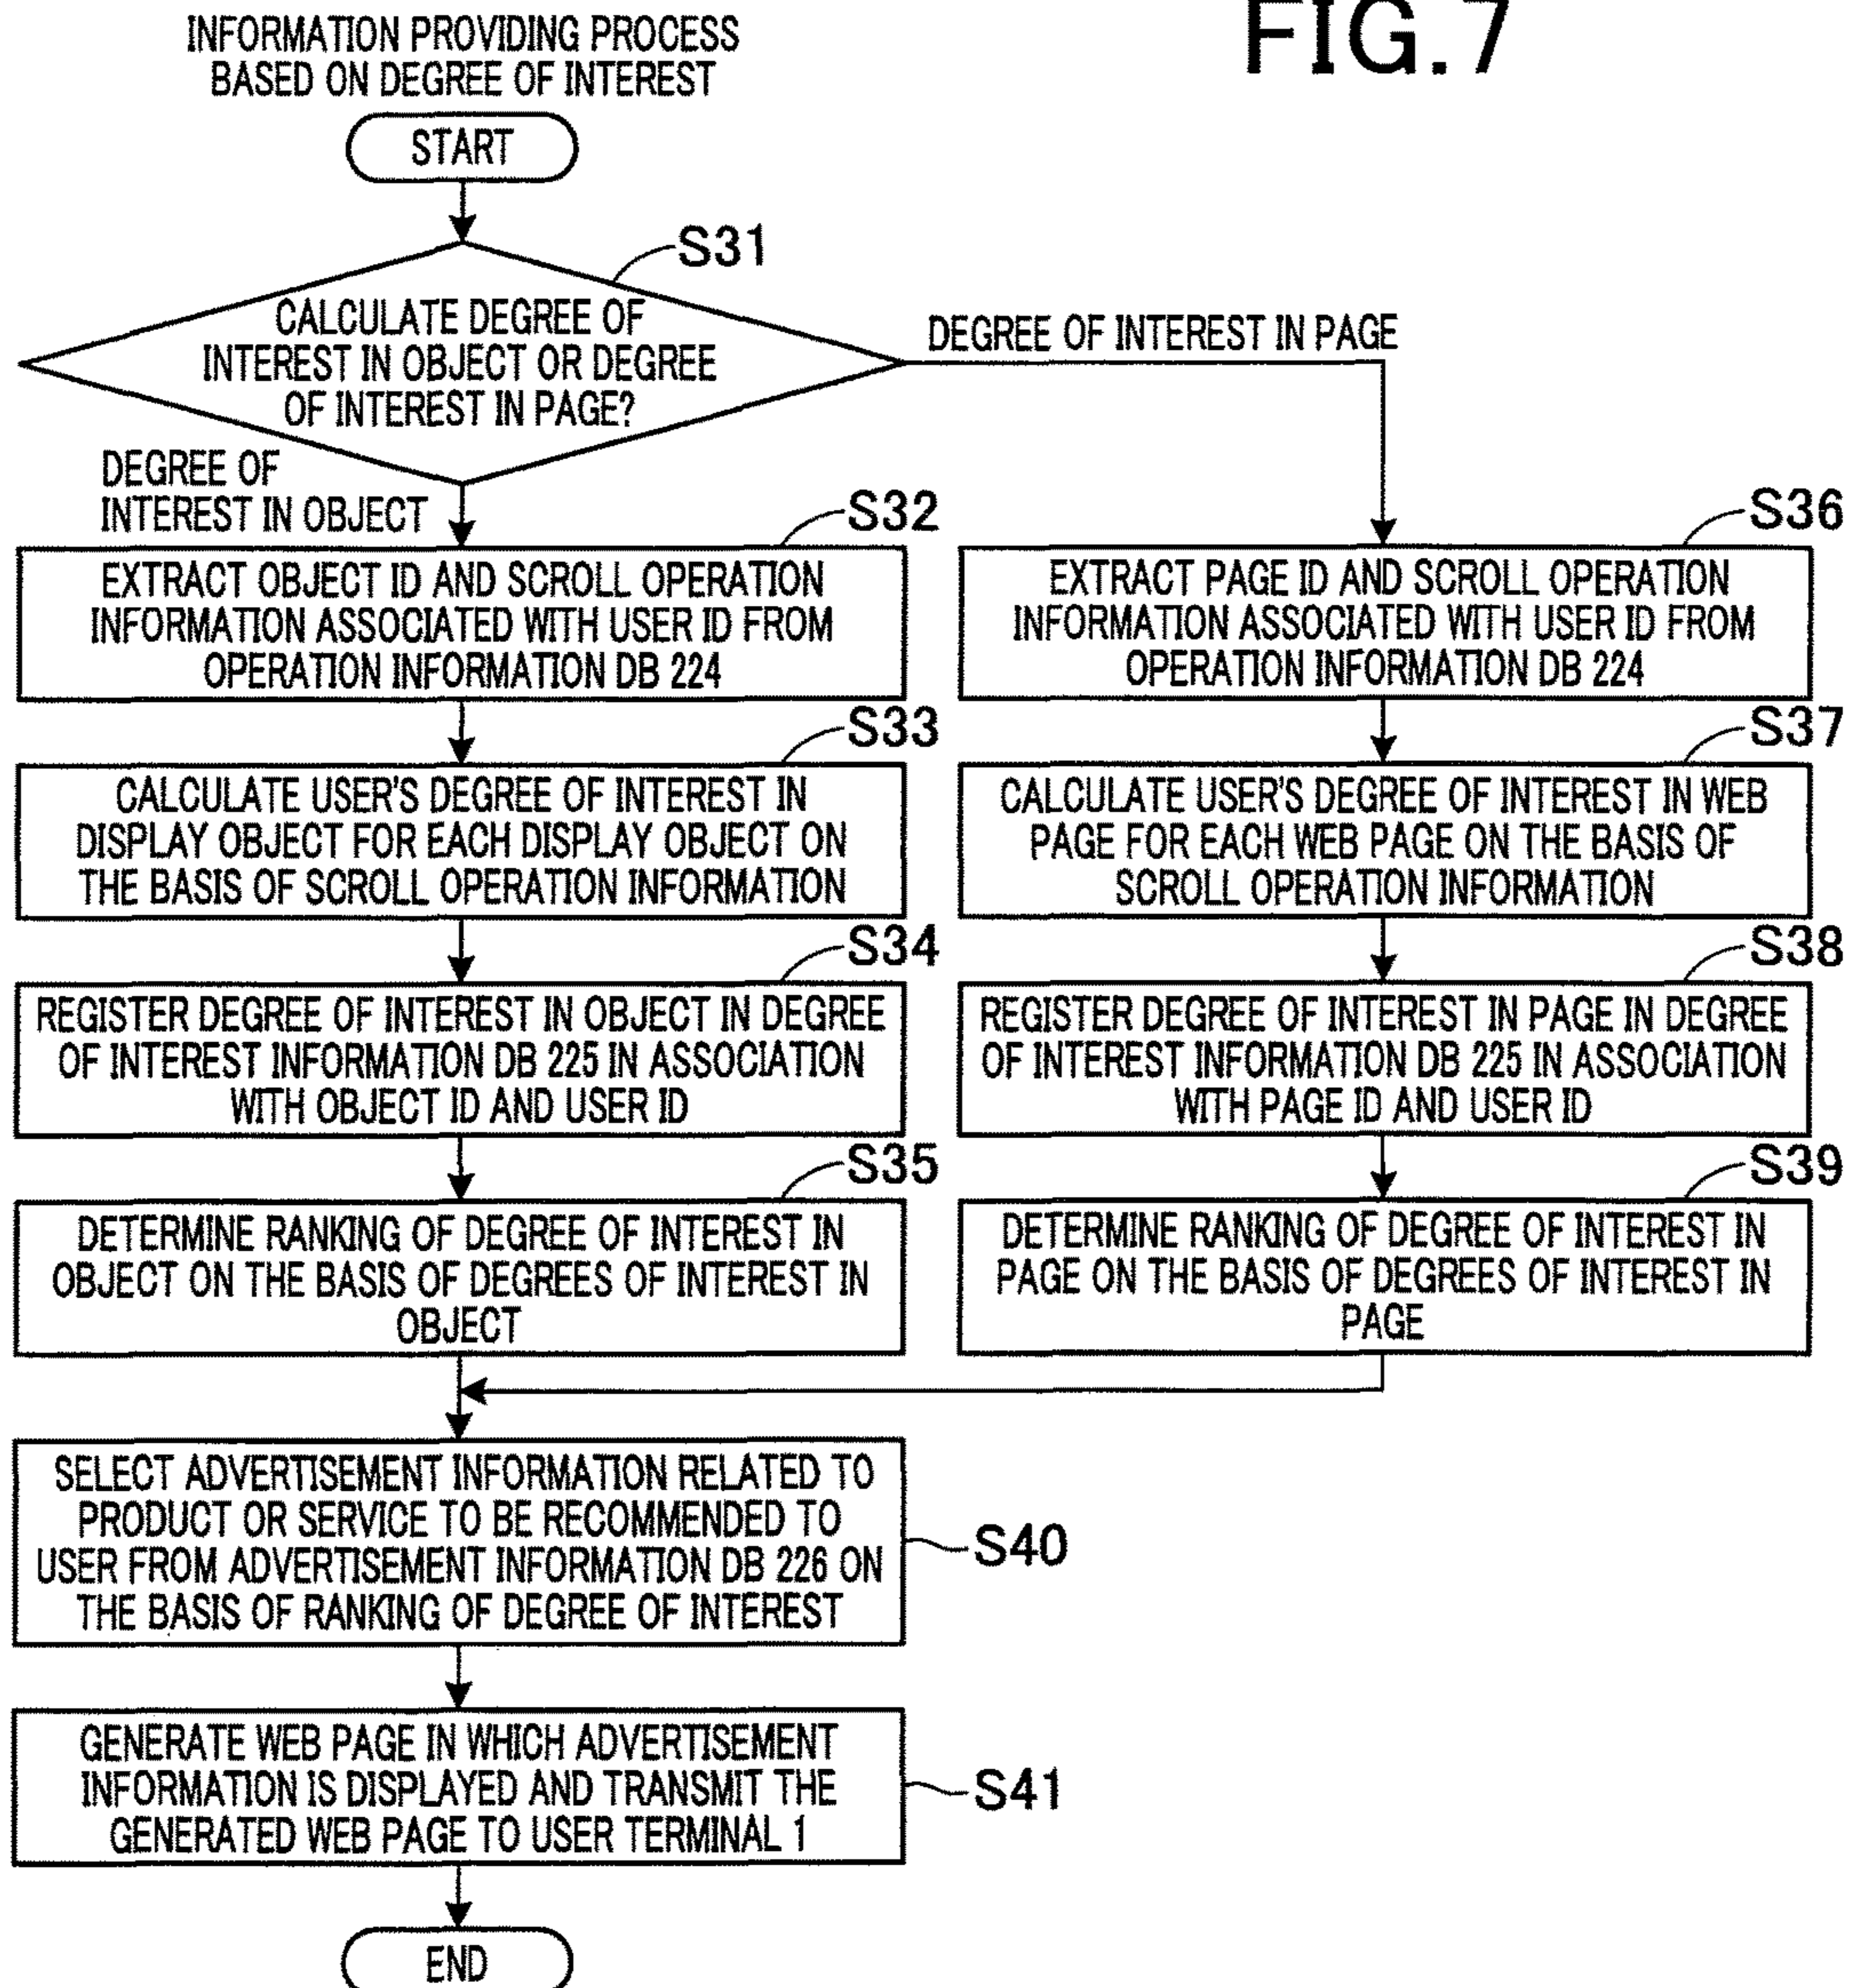 FIG.7
INFORMATION PROVIDING PROCESS
BASED ON DEGREE OF INTEREST
START
S31
CALCULATE DEGREE OF
INTEREST IN OBJECT OR DEGREE
OF INTEREST IN PAGE?
DEGREE OF INTEREST IN PAGE
DEGREE OF
INTEREST IN OBJECT
S32
EXTRACT OBJECT ID AND SCROLL OPERATION
INFORMATION ASSOCIATED WITH USER ID FROM
OPERATION INFORMATION DB 224
S33
CALCULATE USER'S DEGREE OF INTEREST IN
DISPLAY OBJECT FOR EACH DISPLAY OBJECT ON
THE BASIS OF SCROLL OPERATION INFORMATION
S34
REGISTER DEGREE OF INTEREST IN OBJECT IN DEGREE
OF INTEREST INFORMATION DB 225 IN ASSOCIATION
WITH OBJECT ID AND USER ID
S35
DETERMINE RANKING OF DEGREE OF INTEREST IN
OBJECT ON THE BASIS OF DEGREES OF INTEREST IN
OBJECT
S36
EXTRACT PAGE ID AND SCROLL OPERATION
INFORMATION ASSOCIATED WITH USER ID FROM
OPERATION INFORMATION DB 224
S37
CALCULATE USER'S DEGREE OF INTEREST IN WEB
PAGE FOR EACH WEB PAGE ON THE BASIS OF
SCROLL OPERATION INFORMATION
S38
REGISTER DEGREE OF INTEREST IN PAGE IN DEGREE
OF INTEREST INFORMATION DB 225 IN ASSOCIATION
WITH PAGE ID AND USER ID
S39
DETERMINE RANKING OF DEGREE OF INTEREST IN
PAGE ON THE BASIS OF DEGREES OF INTEREST IN
PAGE
SELECT ADVERTISEMENT INFORMATION RELATED TO
PRODUCT OR SERVICE TO BE RECOMMENDED TO
USER FROM ADVERTISEMENT INFORMATION DB 226 ON
THE BASIS OF RANKING OF DEGREE OF INTEREST
S40
GENERATE WEB PAGE IN WHICH ADVERTISEMENT
INFORMATION IS DISPLAYED AND TRANSMIT THE
GENERATED WEB PAGE TO USER TERMINAL 1
S41
END